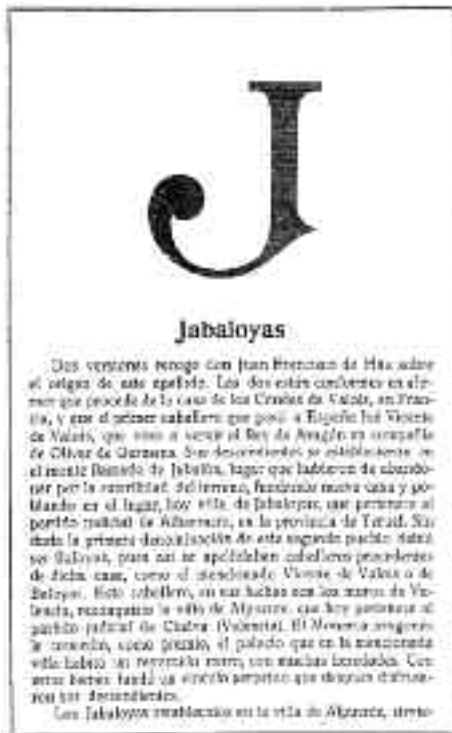 J
Jabaloyas
Dos versiones recoge don Juan Francisco de Hita sobre
el origen de este apellido. Las dos están conformes en afir-
mar que procede de la casa de los Condes de Valois, en Fran-
cia, y que el primer caballero que pasó a España fué Vicente
de Valois, que vino a servir al Rey de Aragón en compañía
de Oliver de Sus descendientes se establecieron en
el monte llamado de Jabalón, lugar que hubieron de abando-
nar por la esterilidad del terreno, fundando nueva casa y po-
blando en el lugar, hoy villa, de Jabaloyas, que pertenece al
partido judicial de Albarracín, en la provincia de Teruel. Sin
duda la primera denominación de este segundo pueblo debió
ser Baloyas, pues así se apellidaban caballeros procedentes
de dicha casa, como el mencionado Vicente de Valois o de
Baloyas. Este caballero, en sus luchas con los moros de Va-
lencia, reconquistó la villa de que hoy pertenece al
partido judicial de Chelva (Valencia). El Monarca aragonés
le concedió, como premio, el palacio que en la mencionada
villa habitó un moro, con muchas heredades. Con
estos bienes fundó un vínculo perpetuo que después disfruta-
ron sus descendientes.
Los Jabaloyas establecidos en la villa de